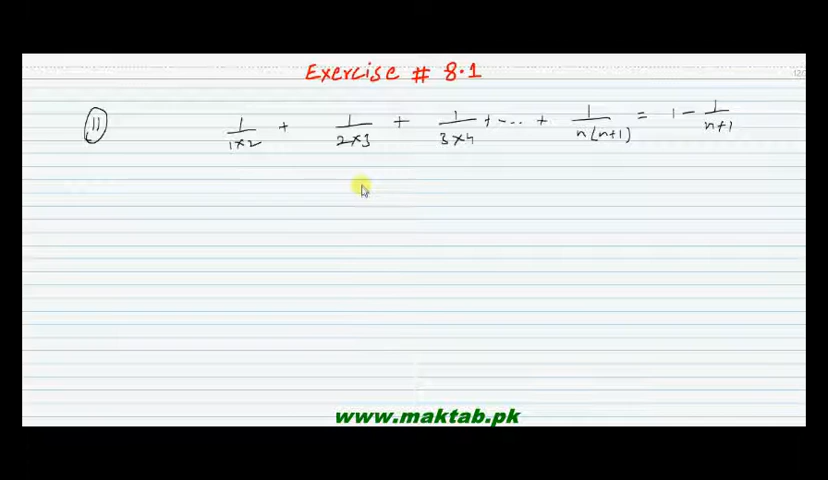 Exercise # 8.1
11 1/1×2 + 1/2×3 + 1/3×4 + ... + 1/n(n+1) = 1 - 1/n+1
www.maktab.pk